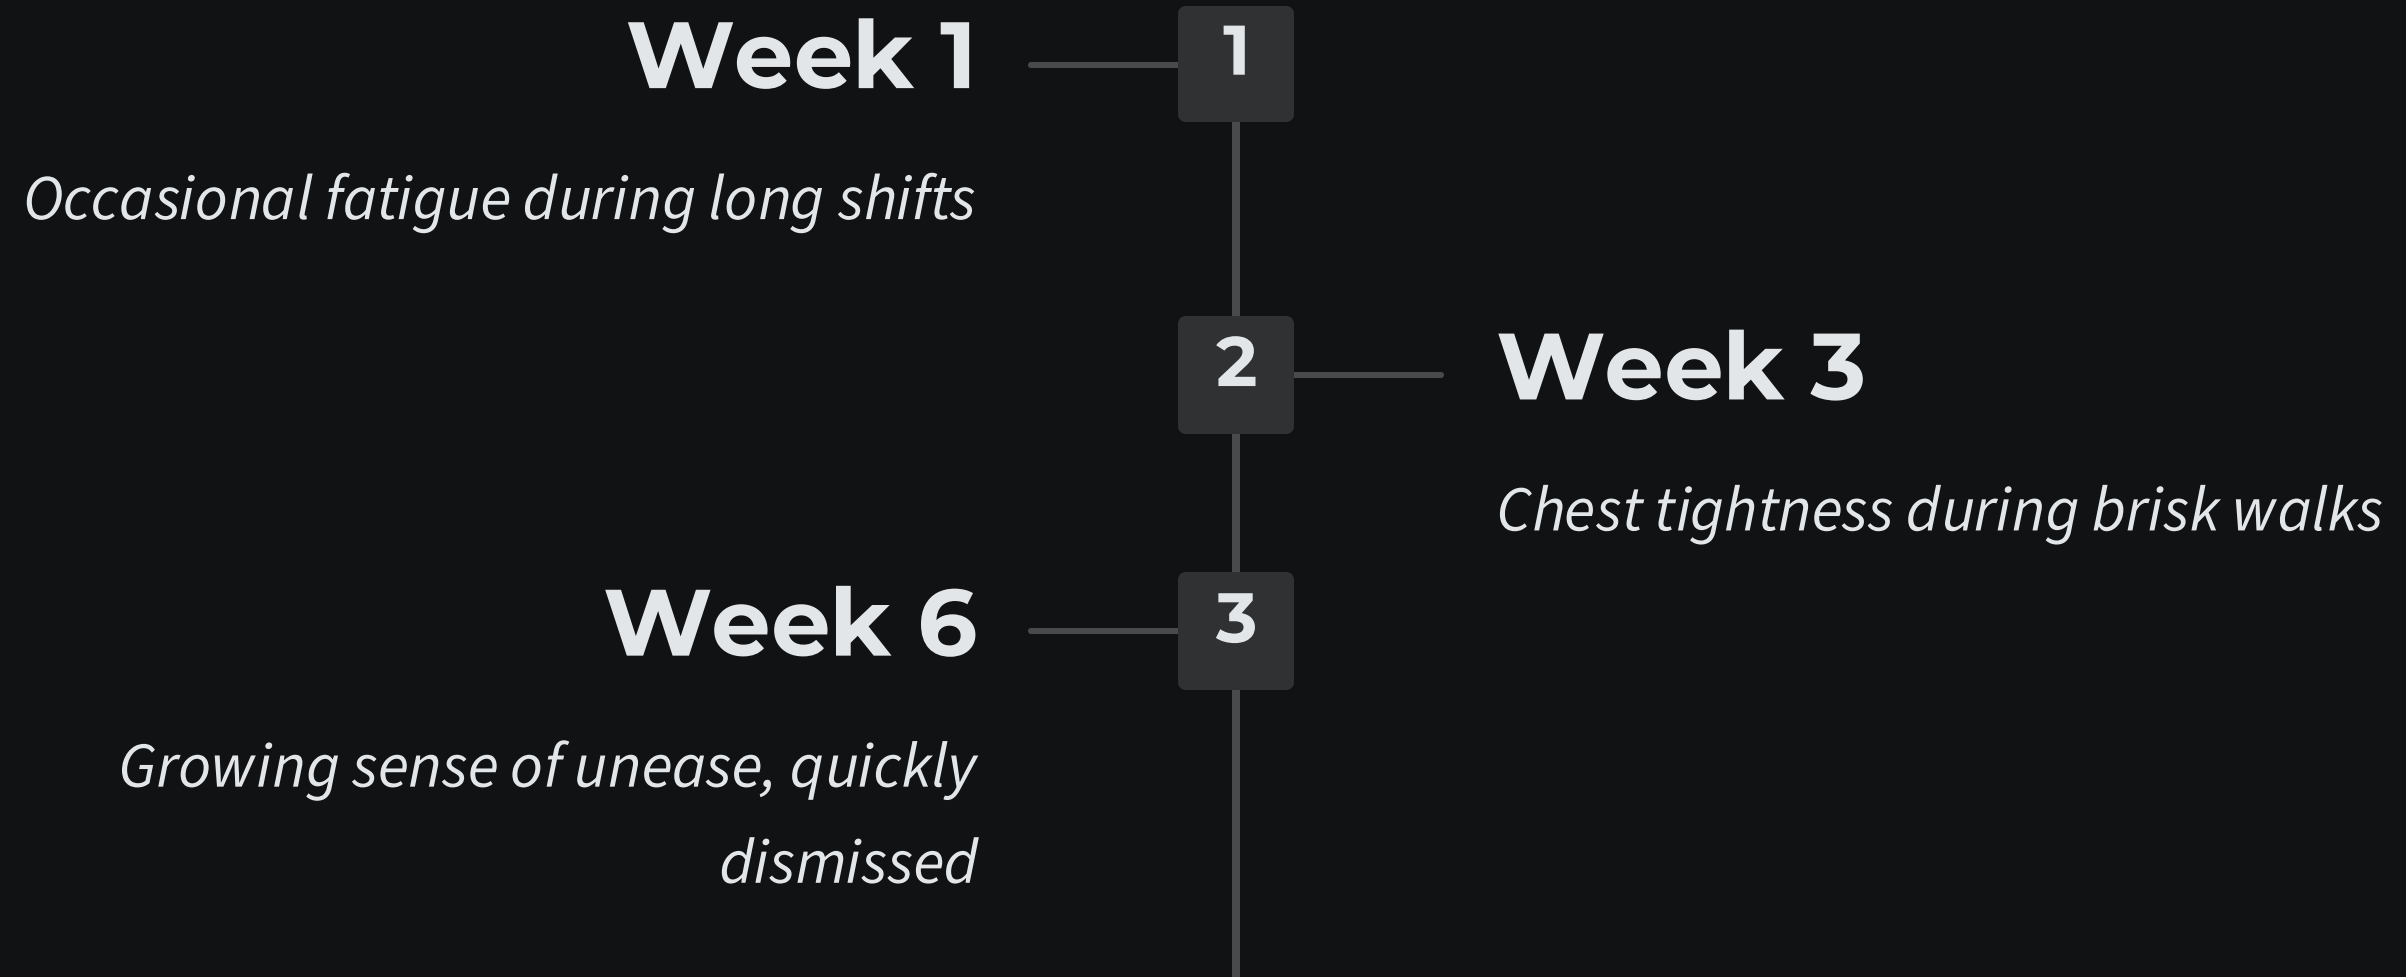 Week 1
1
Occasional fatigue during long shifts
2
Week 3
Chest tightness during brisk walks
Week 6
3
Growing sense of unease, quickly
dismissed